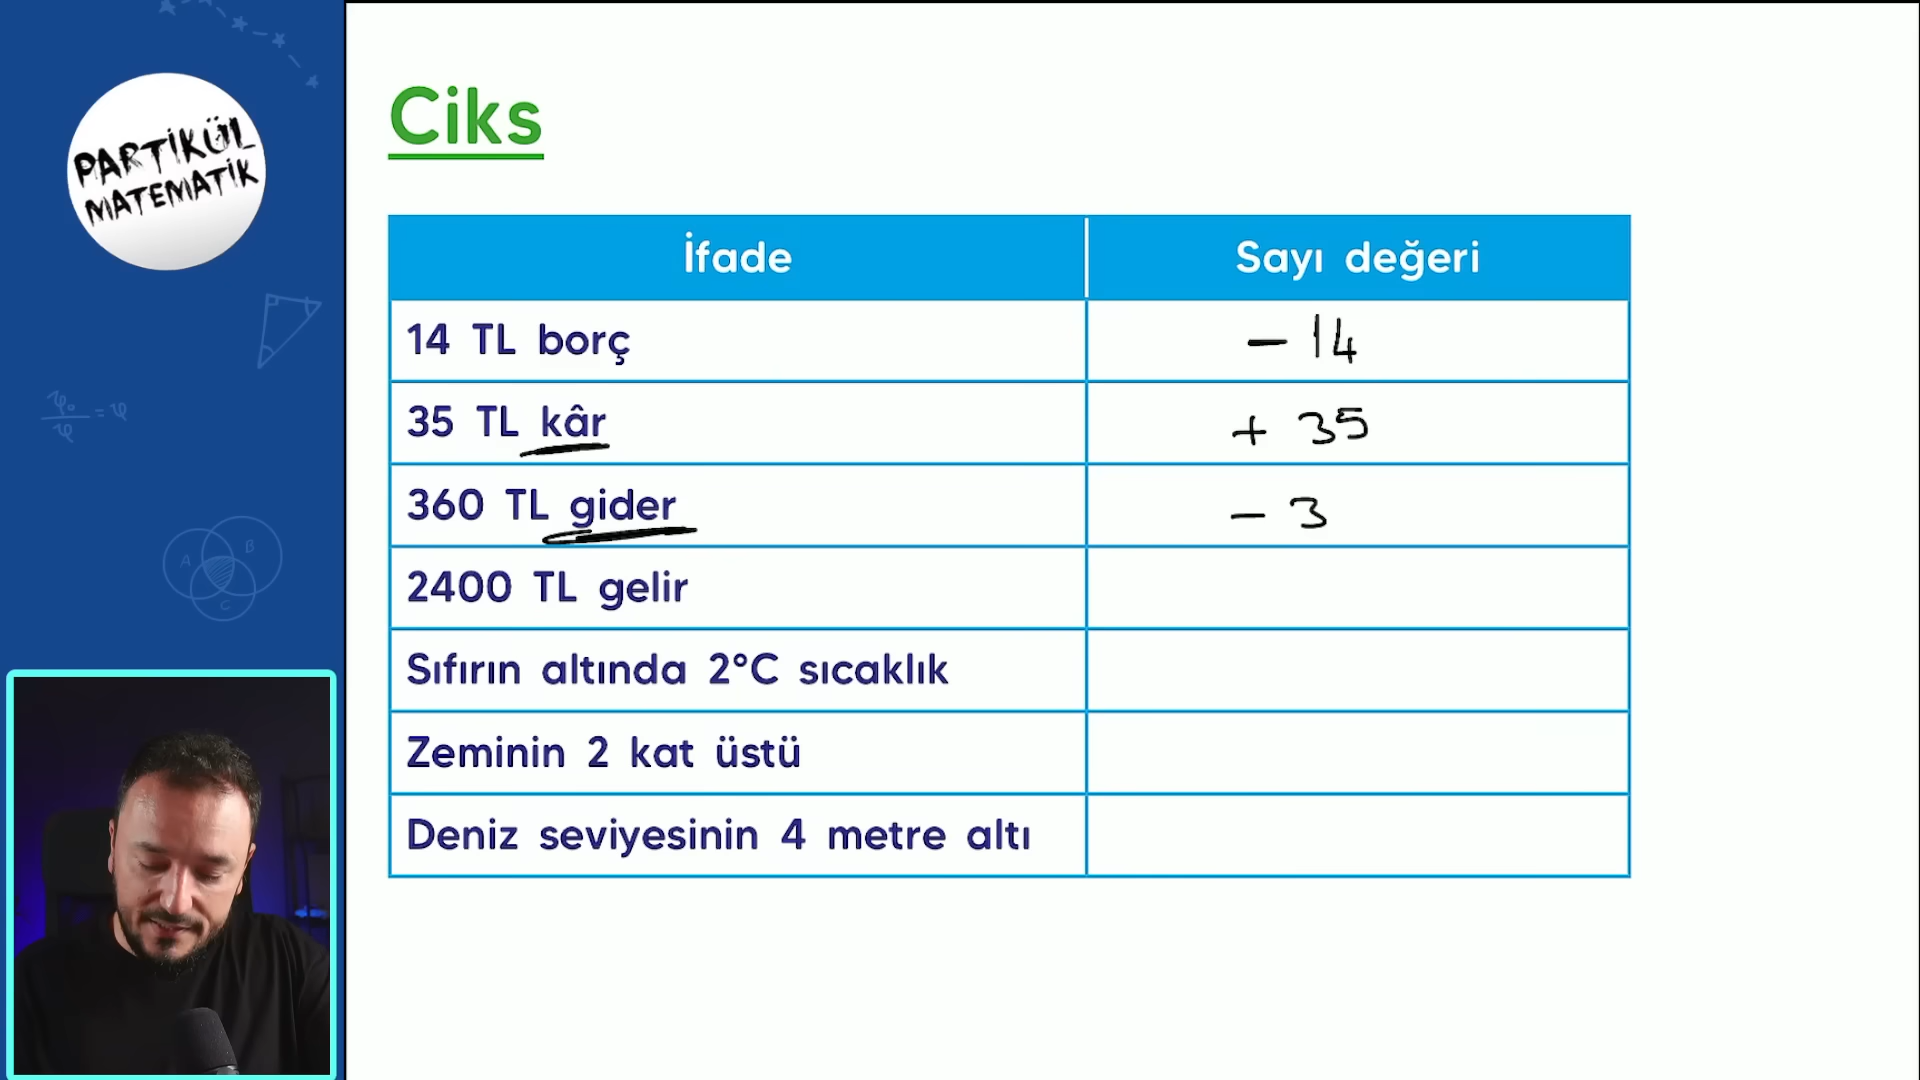 PARTİKÜL
MATEMATİK
Ciks
İfade Sayı değeri
14 TL borç - 14
35 TL kâr + 35
360 TL gider - 3
2400 TL gelir
Sıfırın altında 2°C sıcaklık
Zeminin 2 kat üstü
Deniz seviyesinin 4 metre altı
A B
C